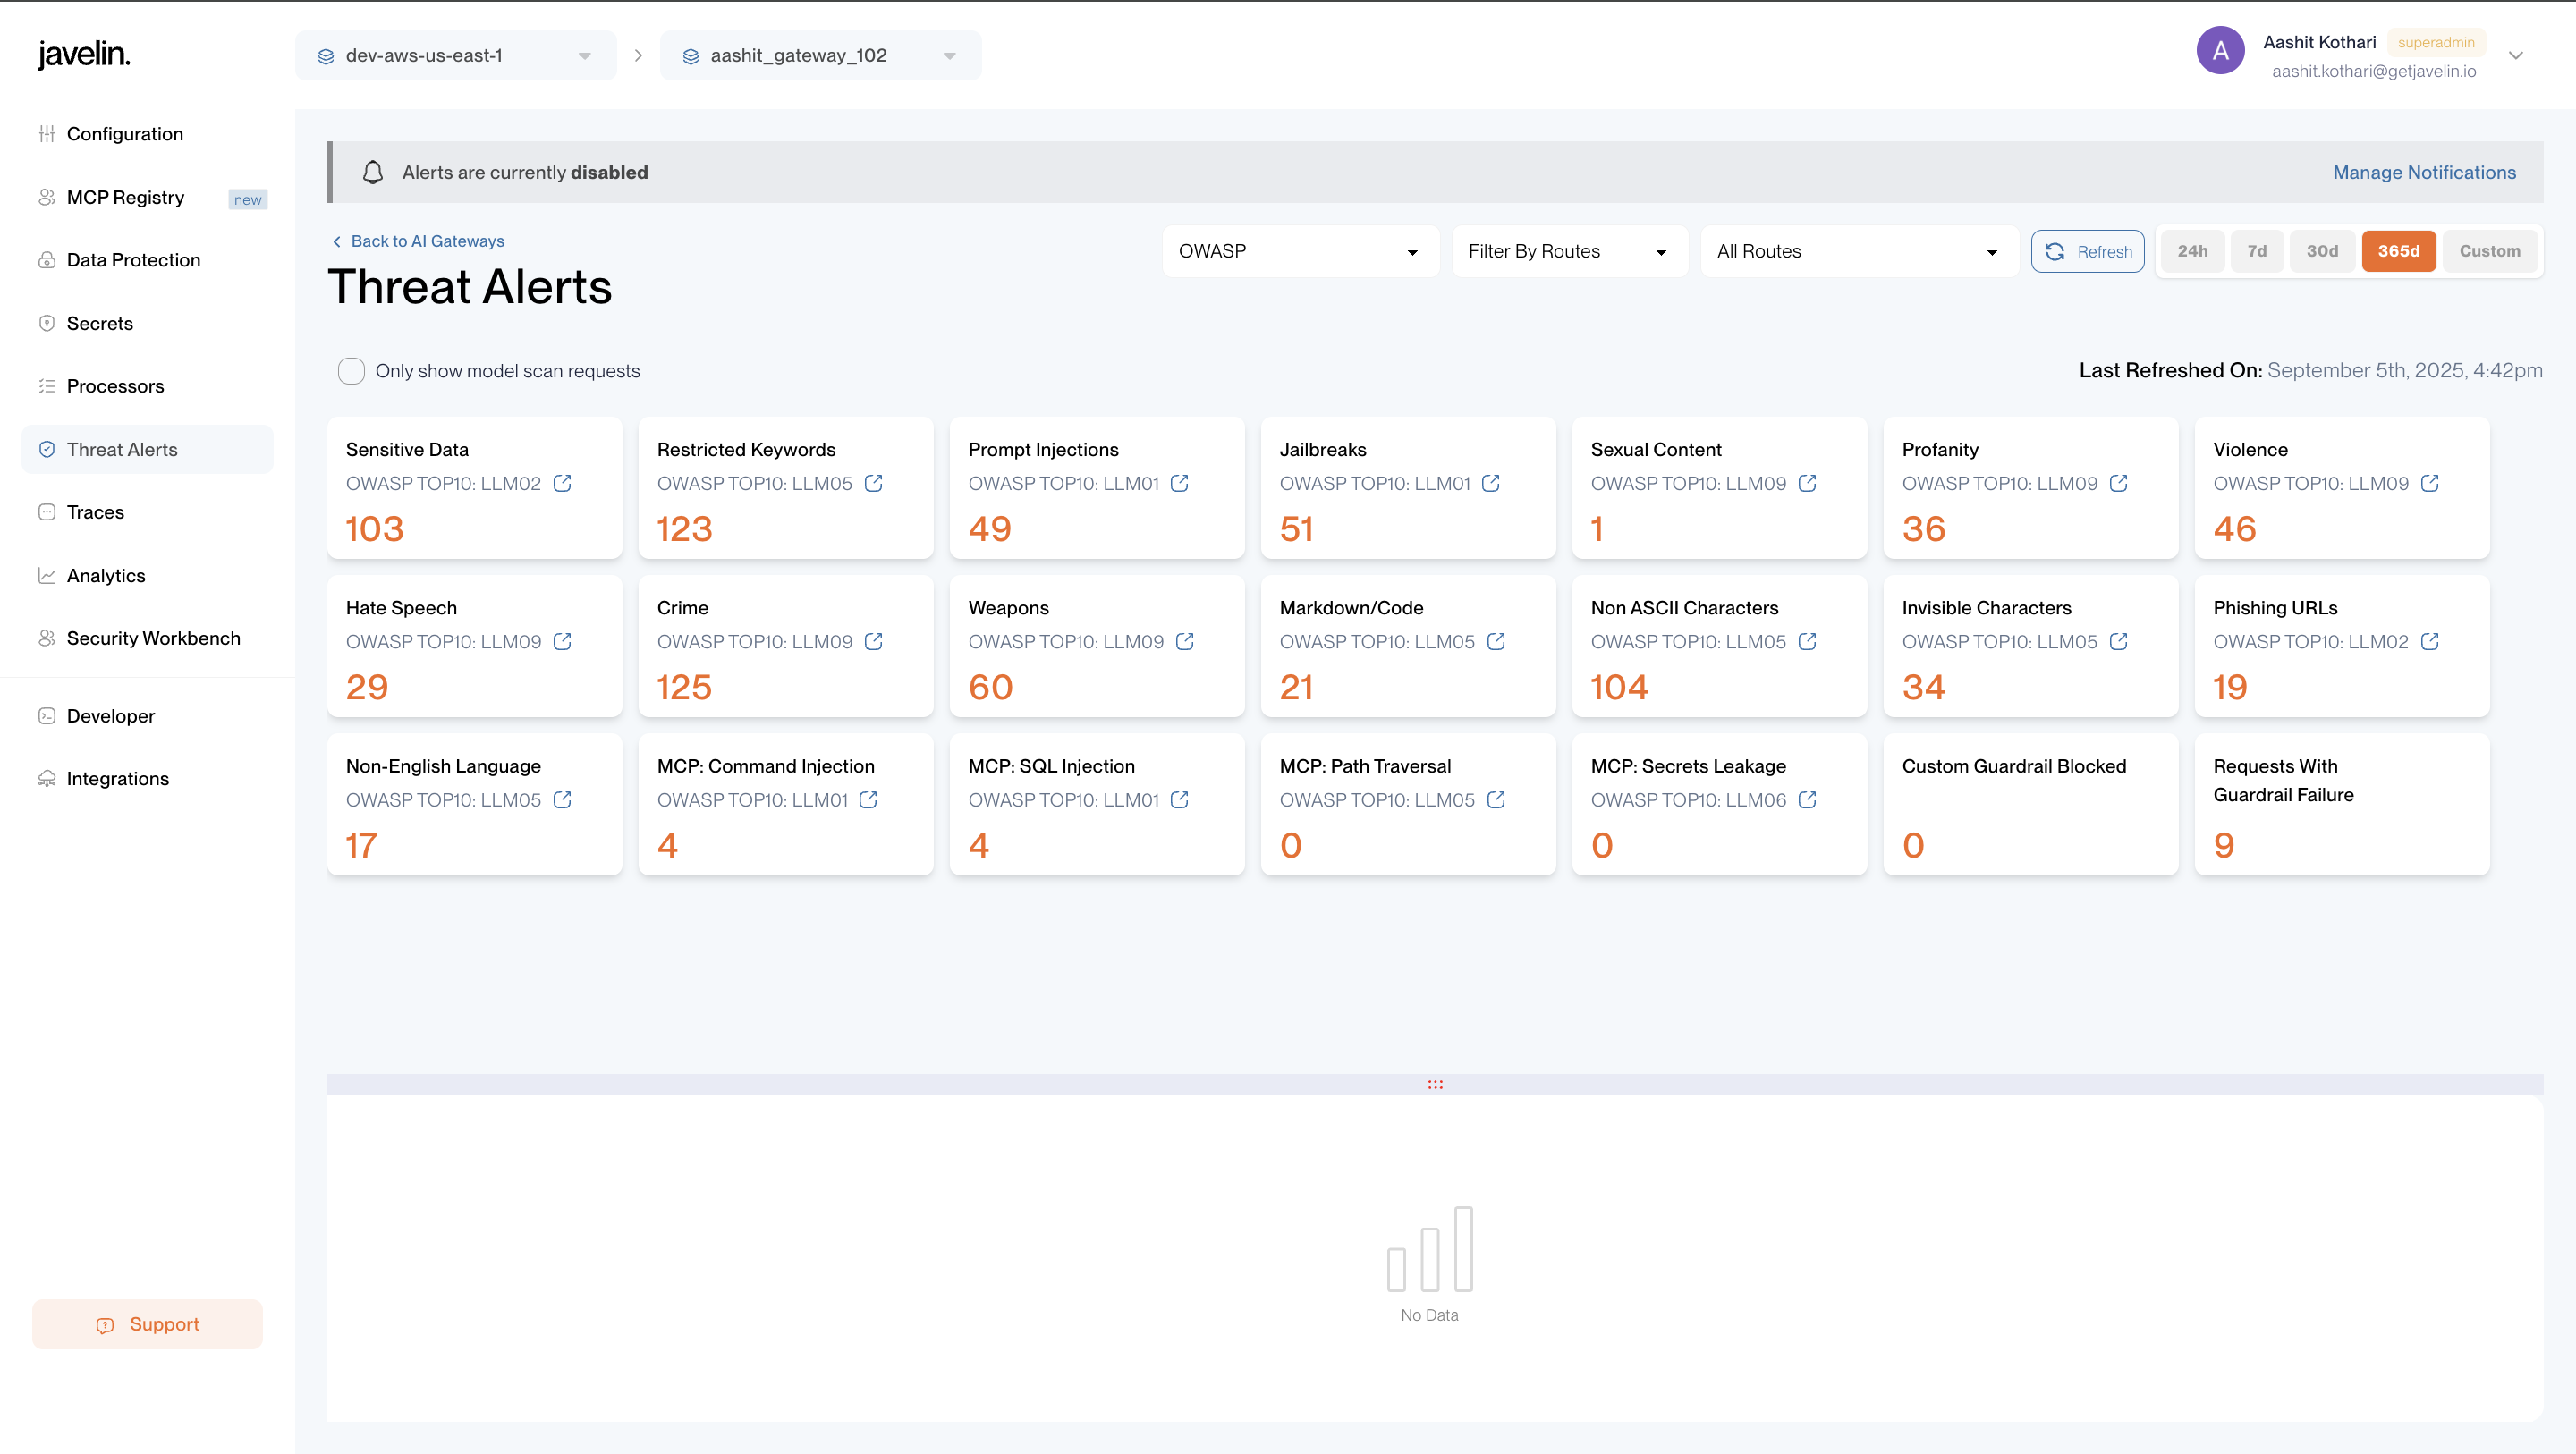 javelin.
dev-aws-us-east-1
aashit_gateway_102
A
Aashit Kothari superadmin
aashit.kothari@getjavelin.io
Configuration
MCP Registry new
Data Protection
Secrets
Processors
Threat Alerts
Traces
Analytics
Security Workbench
Developer
Integrations
Support
Alerts are currently disabled
Manage Notifications
Back to AI Gateways
Threat Alerts
OWASP
Filter By Routes
All Routes
Refresh
24h 7d 30d 365d Custom
Only show model scan requests
Last Refreshed On: September 5th, 2025, 4:42pm
Sensitive Data
OWASP TOP10: LLM02
103
Restricted Keywords
OWASP TOP10: LLM05
123
Prompt Injections
OWASP TOP10: LLM01
49
Jailbreaks
OWASP TOP10: LLM01
51
Sexual Content
OWASP TOP10: LLM09
1
Profanity
OWASP TOP10: LLM09
36
Violence
OWASP TOP10: LLM09
46
Hate Speech
OWASP TOP10: LLM09
29
Crime
OWASP TOP10: LLM09
125
Weapons
OWASP TOP10: LLM09
60
Markdown/Code
OWASP TOP10: LLM05
21
Non ASCII Characters
OWASP TOP10: LLM05
104
Invisible Characters
OWASP TOP10: LLM05
34
Phishing URLs
OWASP TOP10: LLM02
19
Non-English Language
OWASP TOP10: LLM05
17
MCP: Command Injection
OWASP TOP10: LLM01
4
MCP: SQL Injection
OWASP TOP10: LLM01
4
MCP: Path Traversal
OWASP TOP10: LLM05
0
MCP: Secrets Leakage
OWASP TOP10: LLM06
0
Custom Guardrail Blocked
0
Requests With
Guardrail Failure
9
No Data